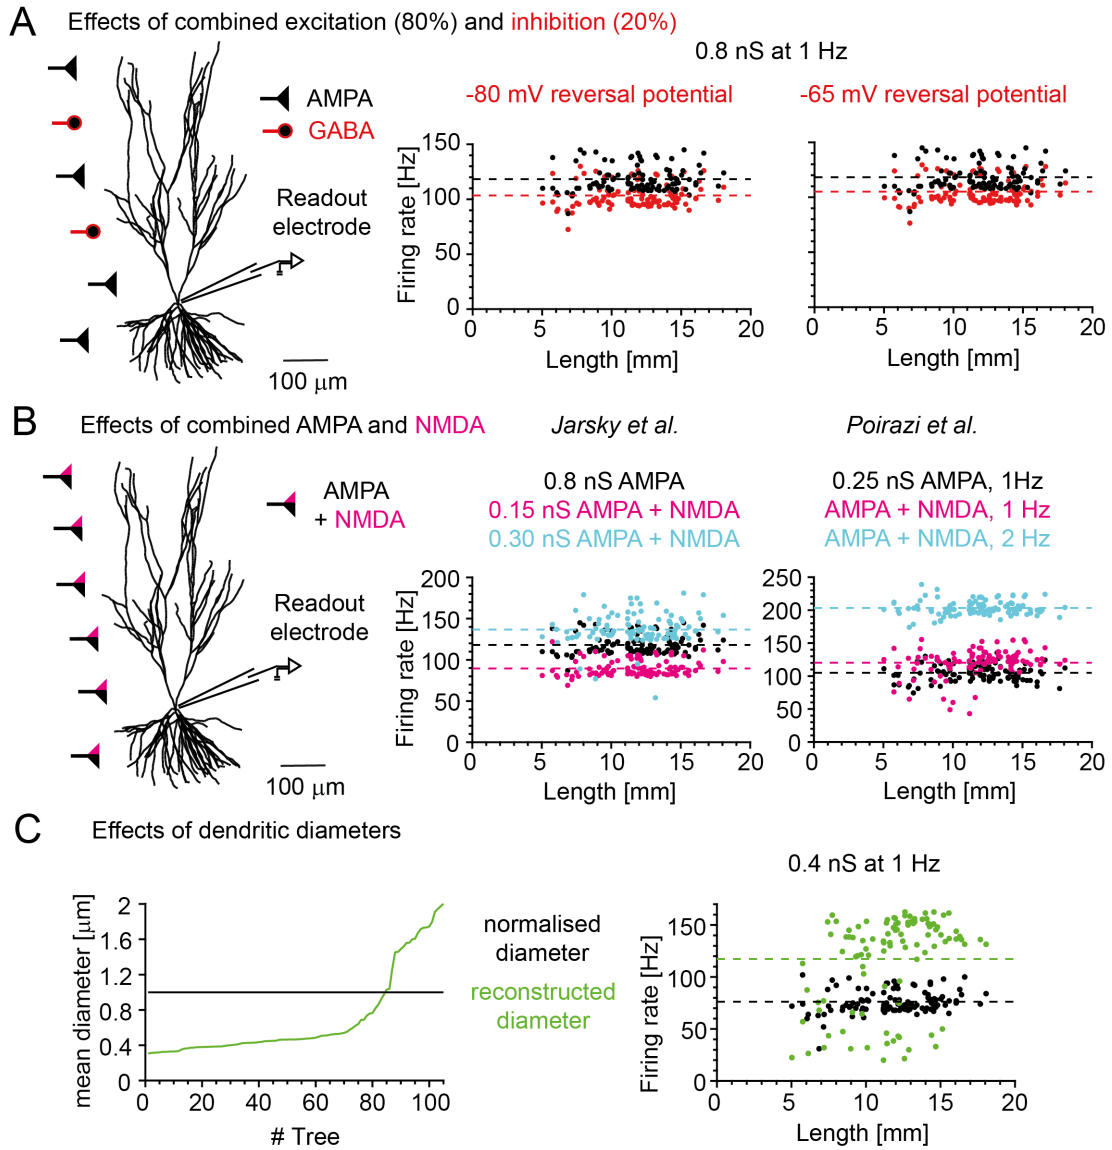 A
Effects of combined excitation (80%) and inhibition (20%)
0.8 nS at 1 Hz
AMPA
GABA
Readout
electrode
100 μm
-80 mV reversal potential
Firing rate [Hz]
150
100
50
0
0 5 10 15 20
Length [mm]
-65 mV reversal potential
0 5 10 15 20
Length [mm]
B
Effects of combined AMPA and NMDA
AMPA
+ NMDA
Readout
electrode
100 μm
Jarsky et al.
0.8 nS AMPA
0.15 nS AMPA + NMDA
0.30 nS AMPA + NMDA
Firing rate [Hz]
200
150
100
50
0
0 5 10 15 20
Length [mm]
Poirazi et al.
0.25 nS AMPA, 1Hz
AMPA + NMDA, 1 Hz
AMPA + NMDA, 2 Hz
250
200
150
100
50
0
0 5 10 15 20
Length [mm]
C
Effects of dendritic diameters
mean diameter [μm]
2
1.6
1.2
0.8
0.4
0
0 20 40 60 80 100
# Tree
normalised
diameter
reconstructed
diameter
0.4 nS at 1 Hz
Firing rate [Hz]
150
100
50
0
0 5 10 15 20
Length [mm]